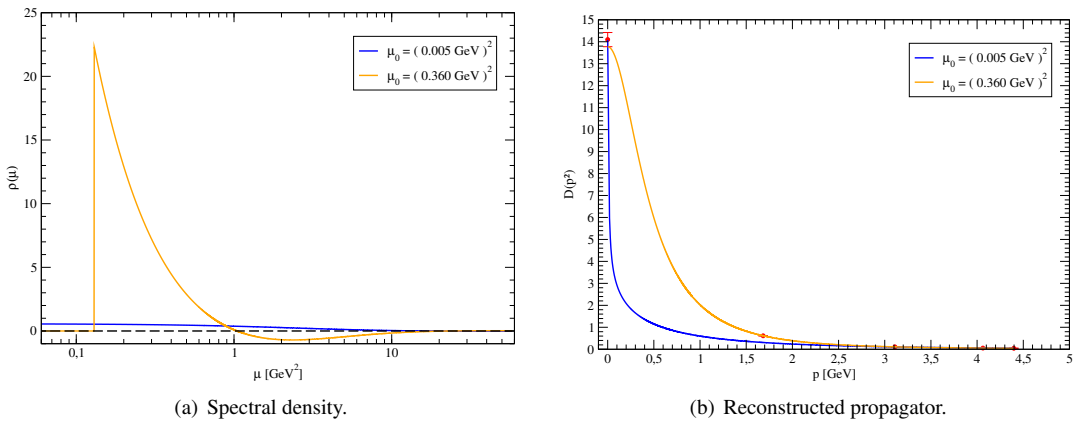 25
20
15
10
5
0
ρ(μ)
μ₀ = ( 0.005 GeV )²
μ₀ = ( 0.360 GeV )²
0,1 1 10
μ [GeV²]
(a) Spectral density.
15
14
13
12
11
10
9
8
7
6
5
4
3
2
1
0
D(p²)
μ₀ = ( 0.005 GeV )²
μ₀ = ( 0.360 GeV )²
0 0,5 1 1,5 2 2,5 3 3,5 4 4,5 5
p [GeV]
(b) Reconstructed propagator.